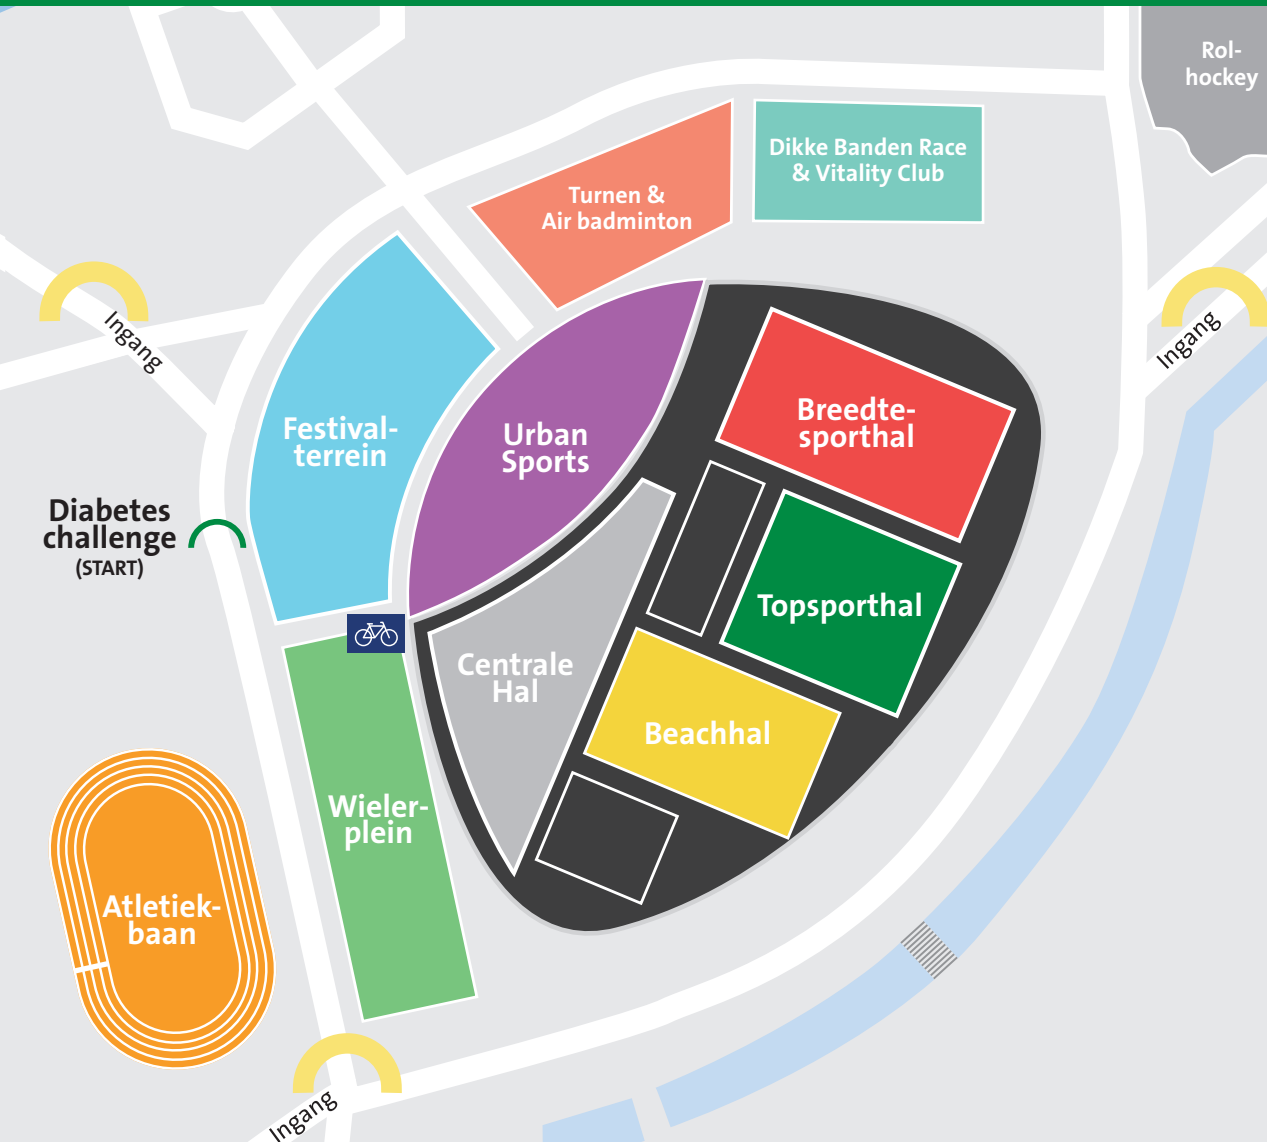 Rol-
hockey
Dikke Banden Race
& Vitality Club
Turnen &
Air badminton
Ingang
Ingang
Breedte-
sporthal
Festival-
terrein
Urban
Sports
Diabetes
challenge
(START)
Topsporthal
Centrale
Hal
Beachhal
Wieler-
plein
Atletiek-
baan
Ingang